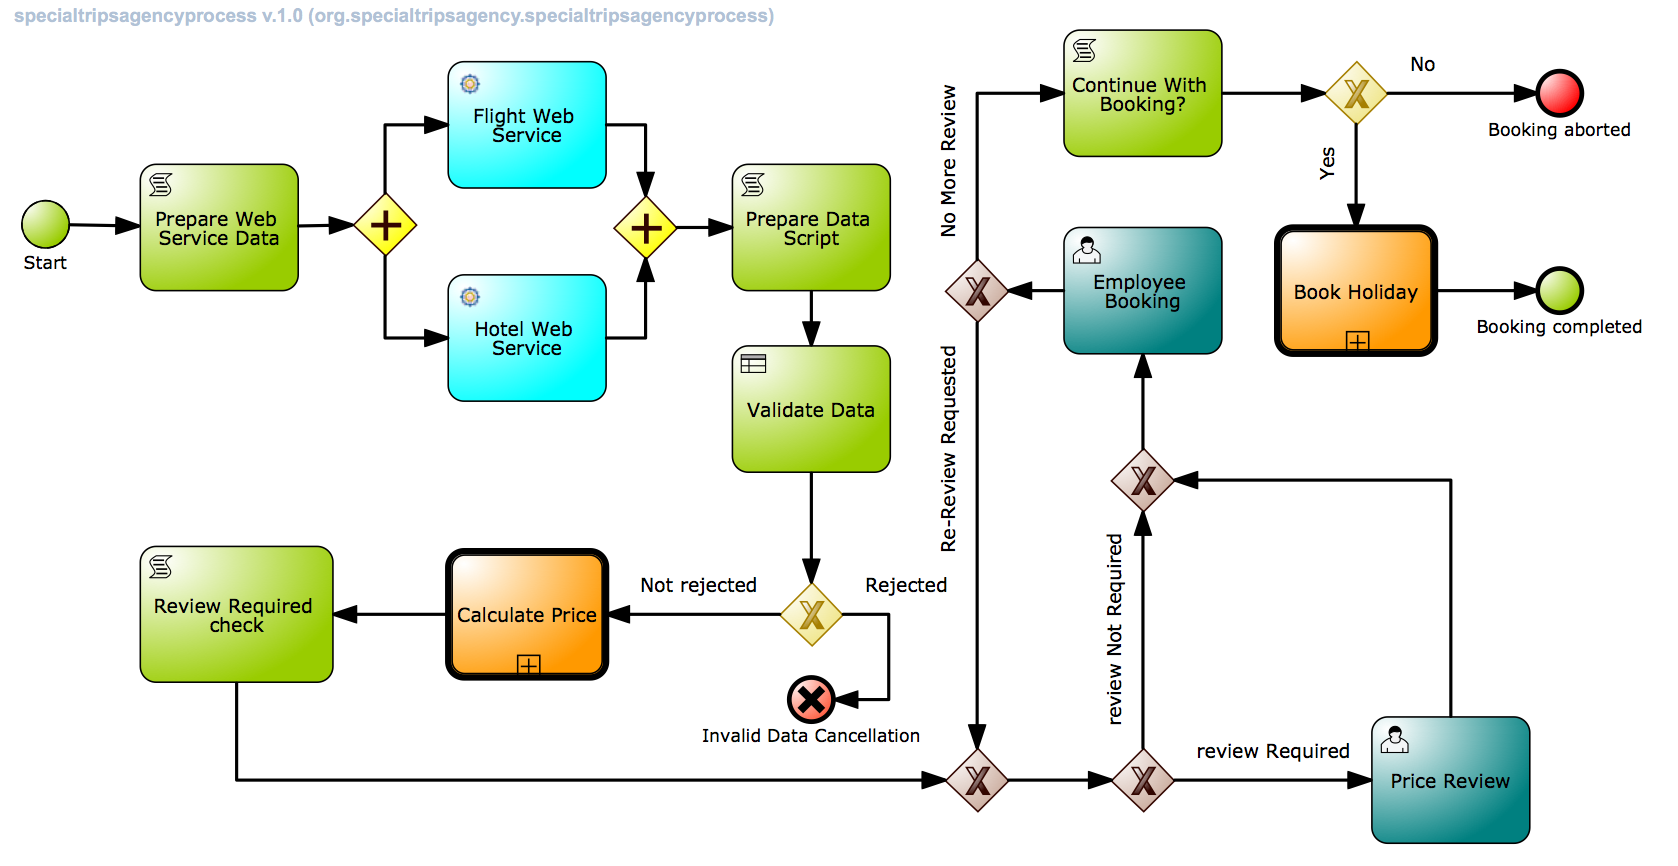 specialtripsagencyprocess v.1.0 (org.specialtripsagency.specialtripsagencyprocess)
Start
Prepare Web
Service Data
Flight Web
Service
Hotel Web
Service
Prepare Data
Script
Validate Data
Not rejected
Rejected
Invalid Data Cancellation
Calculate Price
Review Required
check
review Required
Price Review
review Not Required
Employee
Booking
Re-Review Requested
No More Review
Continue With
Booking?
No
Booking aborted
Yes
Book Holiday
Booking completed